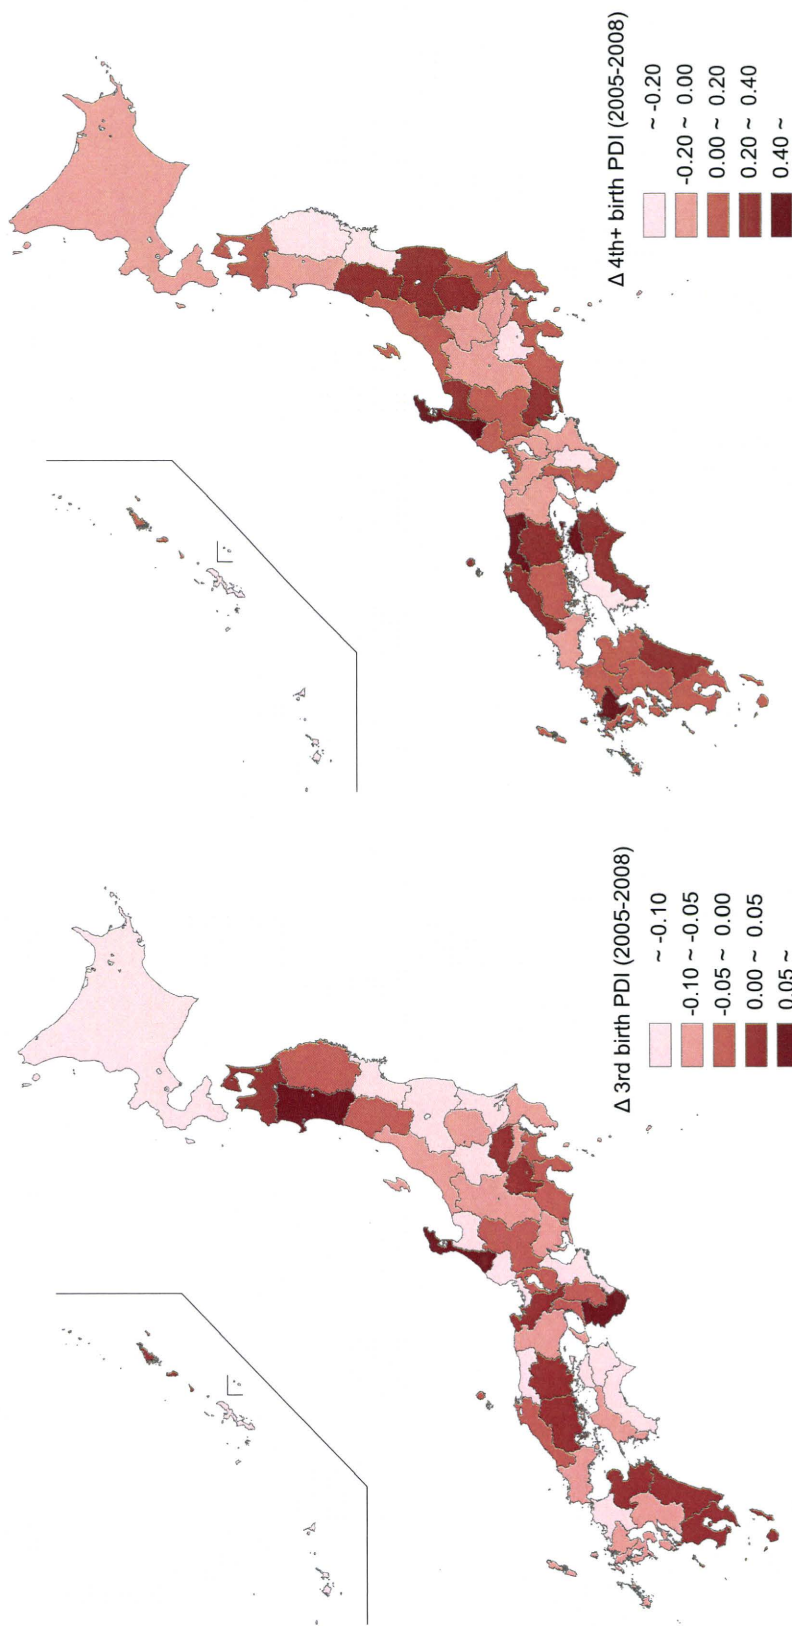 Δ 3rd birth PDI (2005-2008)
~ -0.10
-0.10 ~ -0.05
-0.05 ~ 0.00
0.00 ~ 0.05
0.05 ~
Δ 4th+ birth PDI (2005-2008)
~ -0.20
-0.20 ~ 0.00
0.00 ~ 0.20
0.20 ~ 0.40
0.40 ~